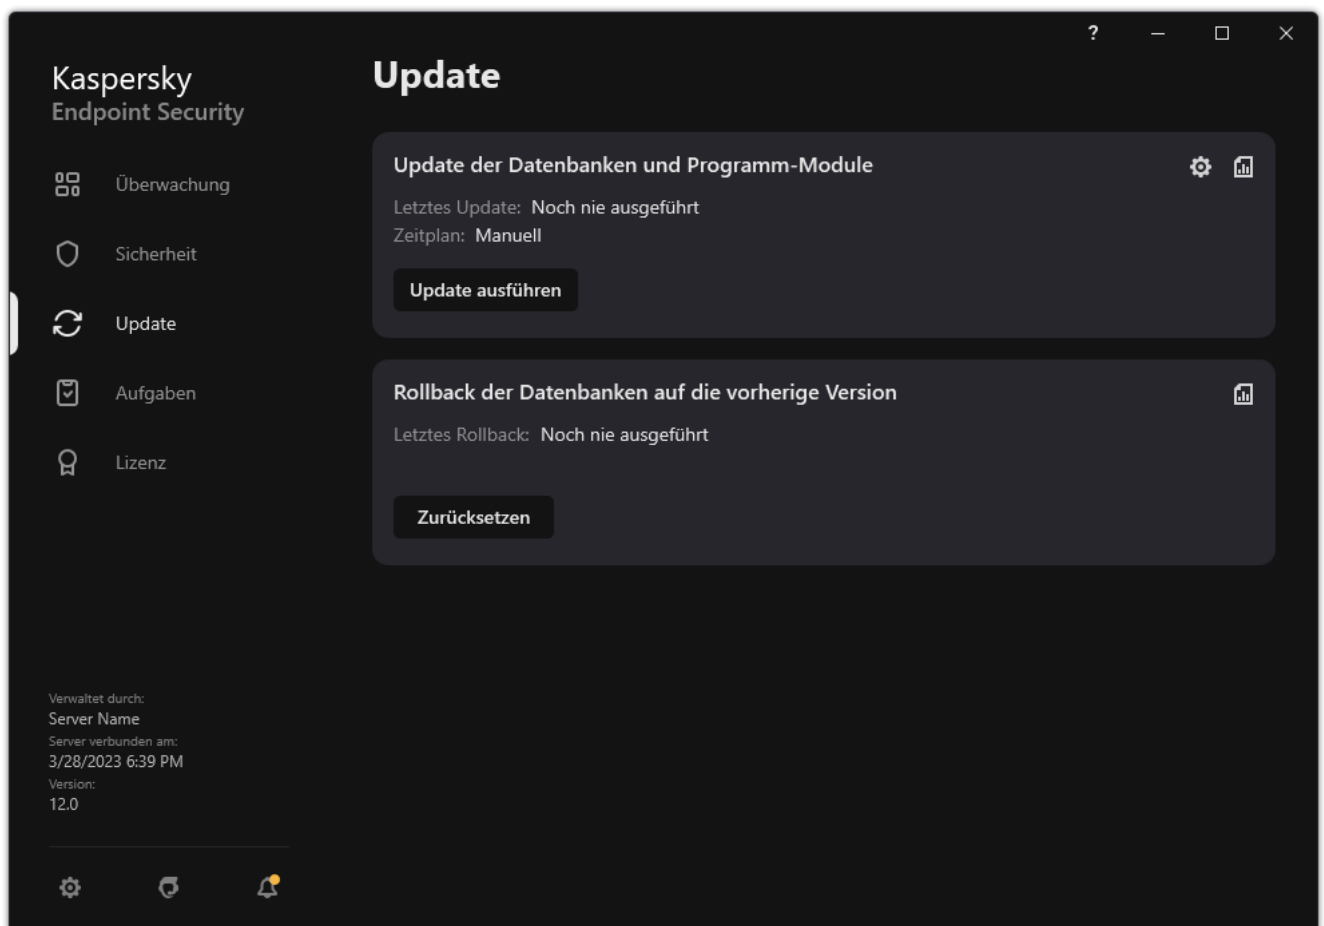 ?
Kaspersky
Endpoint Security
Überwachung
Sicherheit
Update
Aufgaben
Lizenz
Verwaltet durch:
Server Name
Server verbunden am:
3/28/2023 6:39 PM
Version:
12.0
Update
Update der Datenbanken und Programm-Module
Letztes Update: Noch nie ausgeführt
Zeitplan: Manuell
Update ausführen
Rollback der Datenbanken auf die vorherige Version
Letztes Rollback: Noch nie ausgeführt
Zurücksetzen